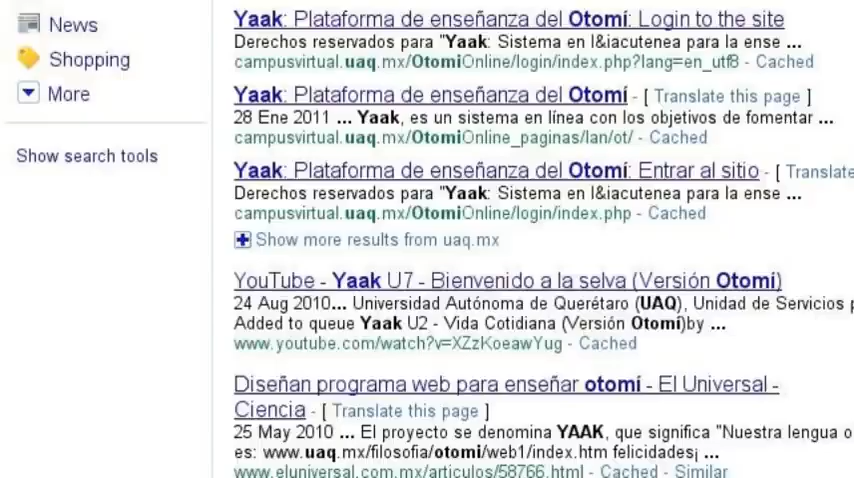 News
Shopping
More
Show search tools
Yaak: Plataforma de enseñanza del Otomí: Login to the site
Derechos reservados para "Yaak: Sistema en l&iacutenea para la ense ...
campusvirtual.uaq.mx/OtomiOnline/login/index.php?lang=en_utf8 - Cached
Yaak: Plataforma de enseñanza del Otomí - [ Translate this page ]
28 Ene 2011 ... Yaak, es un sistema en línea con los objetivos de fomentar ...
campusvirtual.uaq.mx/OtomiOnline_paginas/lan/ot/ - Cached
Yaak: Plataforma de enseñanza del Otomí: Entrar al sitio - [ Translate
Derechos reservados para "Yaak: Sistema en l&iacutenea para la ense ...
campusvirtual.uaq.mx/OtomiOnline/login/index.php - Cached
Show more results from uaq.mx
YouTube - Yaak U7 - Bienvenido a la selva (Versión Otomí)
24 Aug 2010... Universidad Autónoma de Querétaro (UAQ), Unidad de Servicios p
Added to queue Yaak U2 - Vida Cotidiana (Versión Otomí)by ...
www.youtube.com/watch?v=XZzKoeawYug - Cached
Diseñan programa web para enseñar otomí - El Universal -
Ciencia - [ Translate this page ]
25 May 2010 ... El proyecto se denomina YAAK, que significa "Nuestra lengua o
es: www.uaq.mx/filosofia/otomi/web1/index.htm felicidades¡ ...
www.eluniversal.com.mx/articulos/58766.html - Cached - Similar